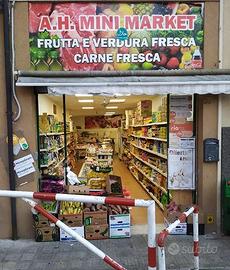 A.H. MINI MARKET
FRUTTA E VERDURA FRESCA
CARNE FRESCA
subito